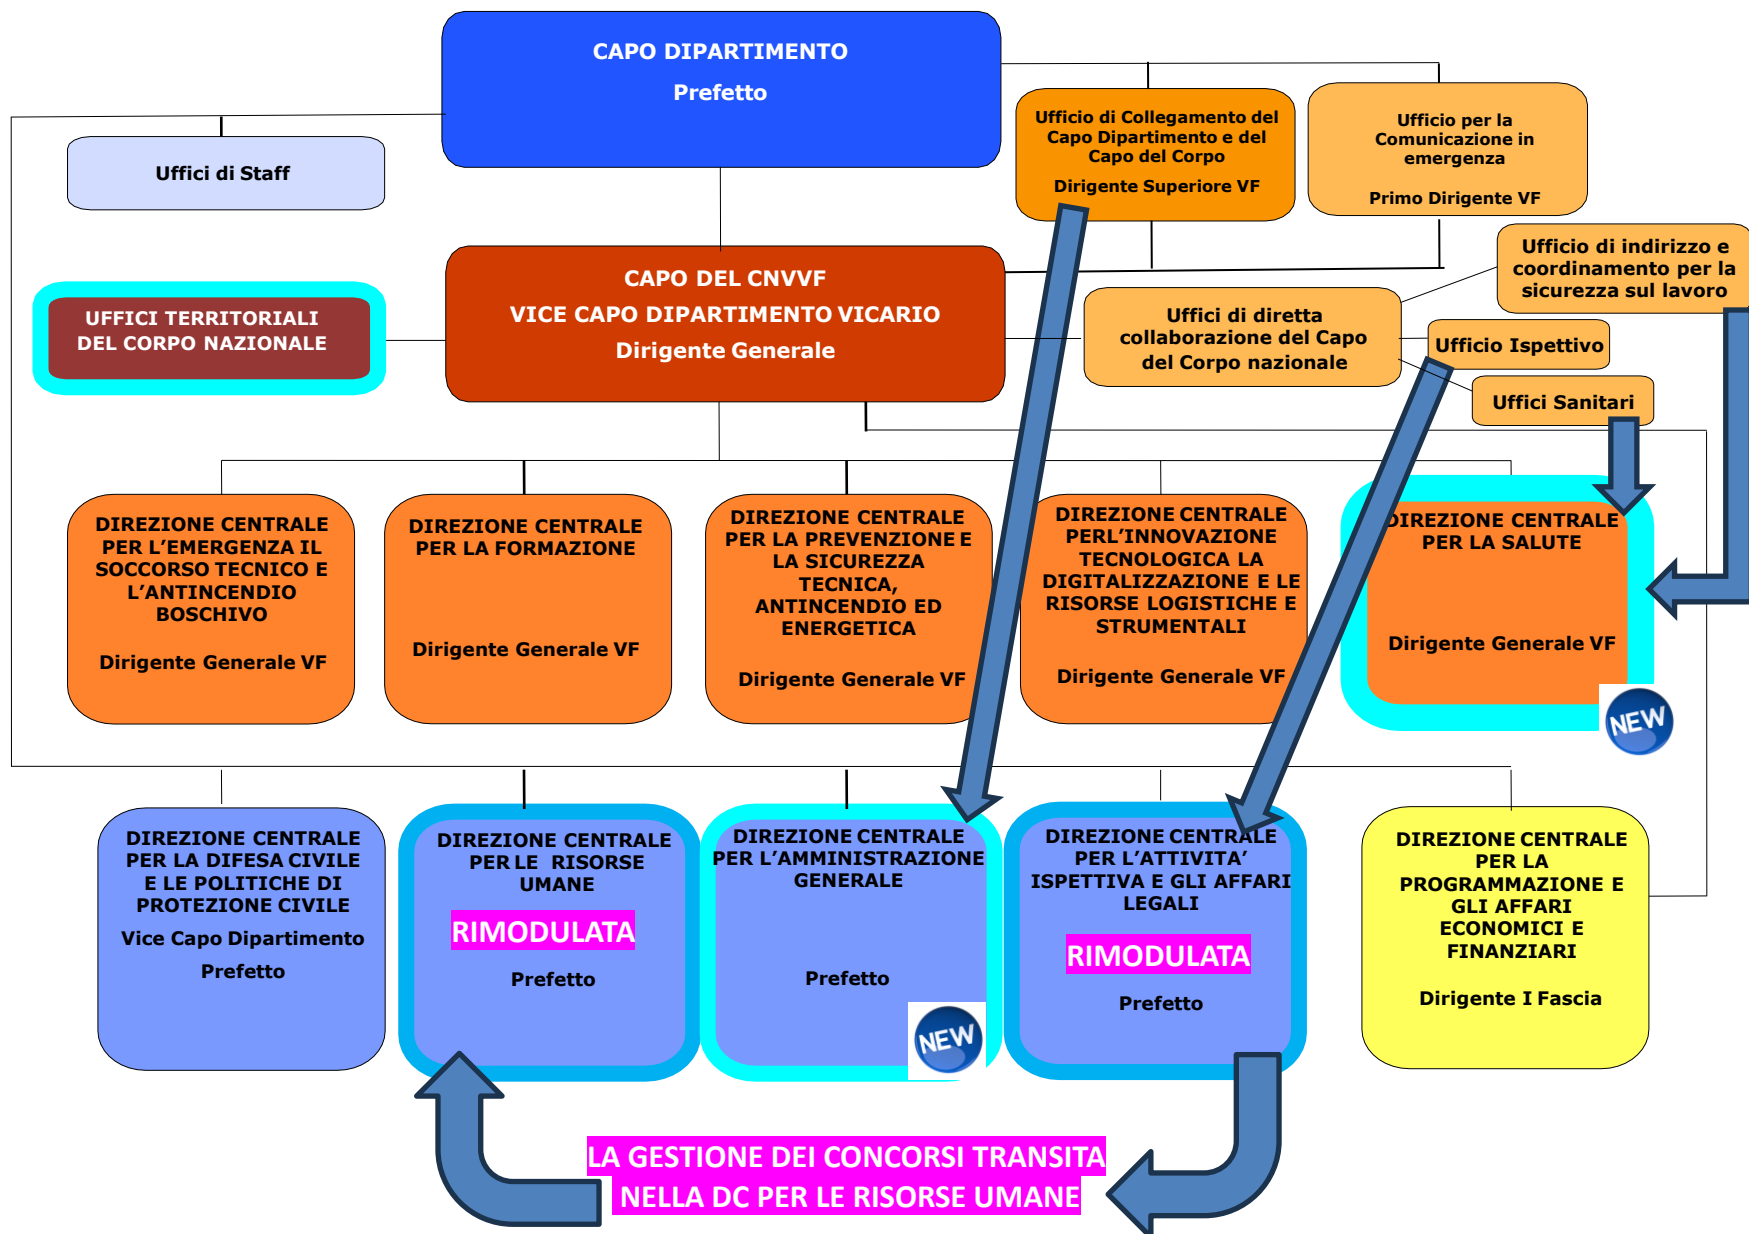 CAPO DIPARTIMENTO
Prefetto
Ufficio di Collegamento del
Capo Dipartimento e del
Capo del Corpo
Dirigente Superiore VF
Ufficio per la
Comunicazione in
emergenza
Primo Dirigente VF
Uffici di Staff
UFFICI TERRITORIALI
DEL CORPO NAZIONALE
CAPO DEL CNVVF
VICE CAPO DIPARTIMENTO VICARIO
Dirigente Generale
Uffici di diretta
collaborazione del Capo
del Corpo nazionale
Ufficio di indirizzo e
coordinamento per la
sicurezza sul lavoro
Ufficio Ispettivo
Uffici Sanitari
DIREZIONE CENTRALE
PER L'EMERGENZA IL
SOCCORSO TECNICO E
L'ANTINCENDIO
BOSCHIVO
Dirigente Generale VF
DIREZIONE CENTRALE
PER LA FORMAZIONE
Dirigente Generale VF
DIREZIONE CENTRALE
PER LA PREVENZIONE E
LA SICUREZZA
TECNICA,
ANTINCENDIO ED
ENERGETICA
Dirigente Generale VF
DIREZIONE CENTRALE
PERL'INNOVAZIONE
TECNOLOGICA LA
DIGITALIZZAZIONE E LE
RISORSE LOGISTICHE E
STRUMENTALI
Dirigente Generale VF
DIREZIONE CENTRALE
PER LA SALUTE
Dirigente Generale VF
NEW
DIREZIONE CENTRALE
PER LA DIFESA CIVILE
E LE POLITICHE DI
PROTEZIONE CIVILE
Vice Capo Dipartimento
Prefetto
DIREZIONE CENTRALE
PER LE RISORSE
UMANE
RIMODULATA
Prefetto
DIREZIONE CENTRALE
PER L'AMMINISTRAZIONE
GENERALE
Prefetto
NEW
DIREZIONE CENTRALE
PER L'ATTIVITA'
ISPETTIVA E GLI AFFARI
LEGALI
RIMODULATA
Prefetto
DIREZIONE CENTRALE
PER LA
PROGRAMMAZIONE E
GLI AFFARI
ECONOMICI E
FINANZIARI
Dirigente I Fascia
LA GESTIONE DEI CONCORSI TRANSITA
NELLA DC PER LE RISORSE UMANE